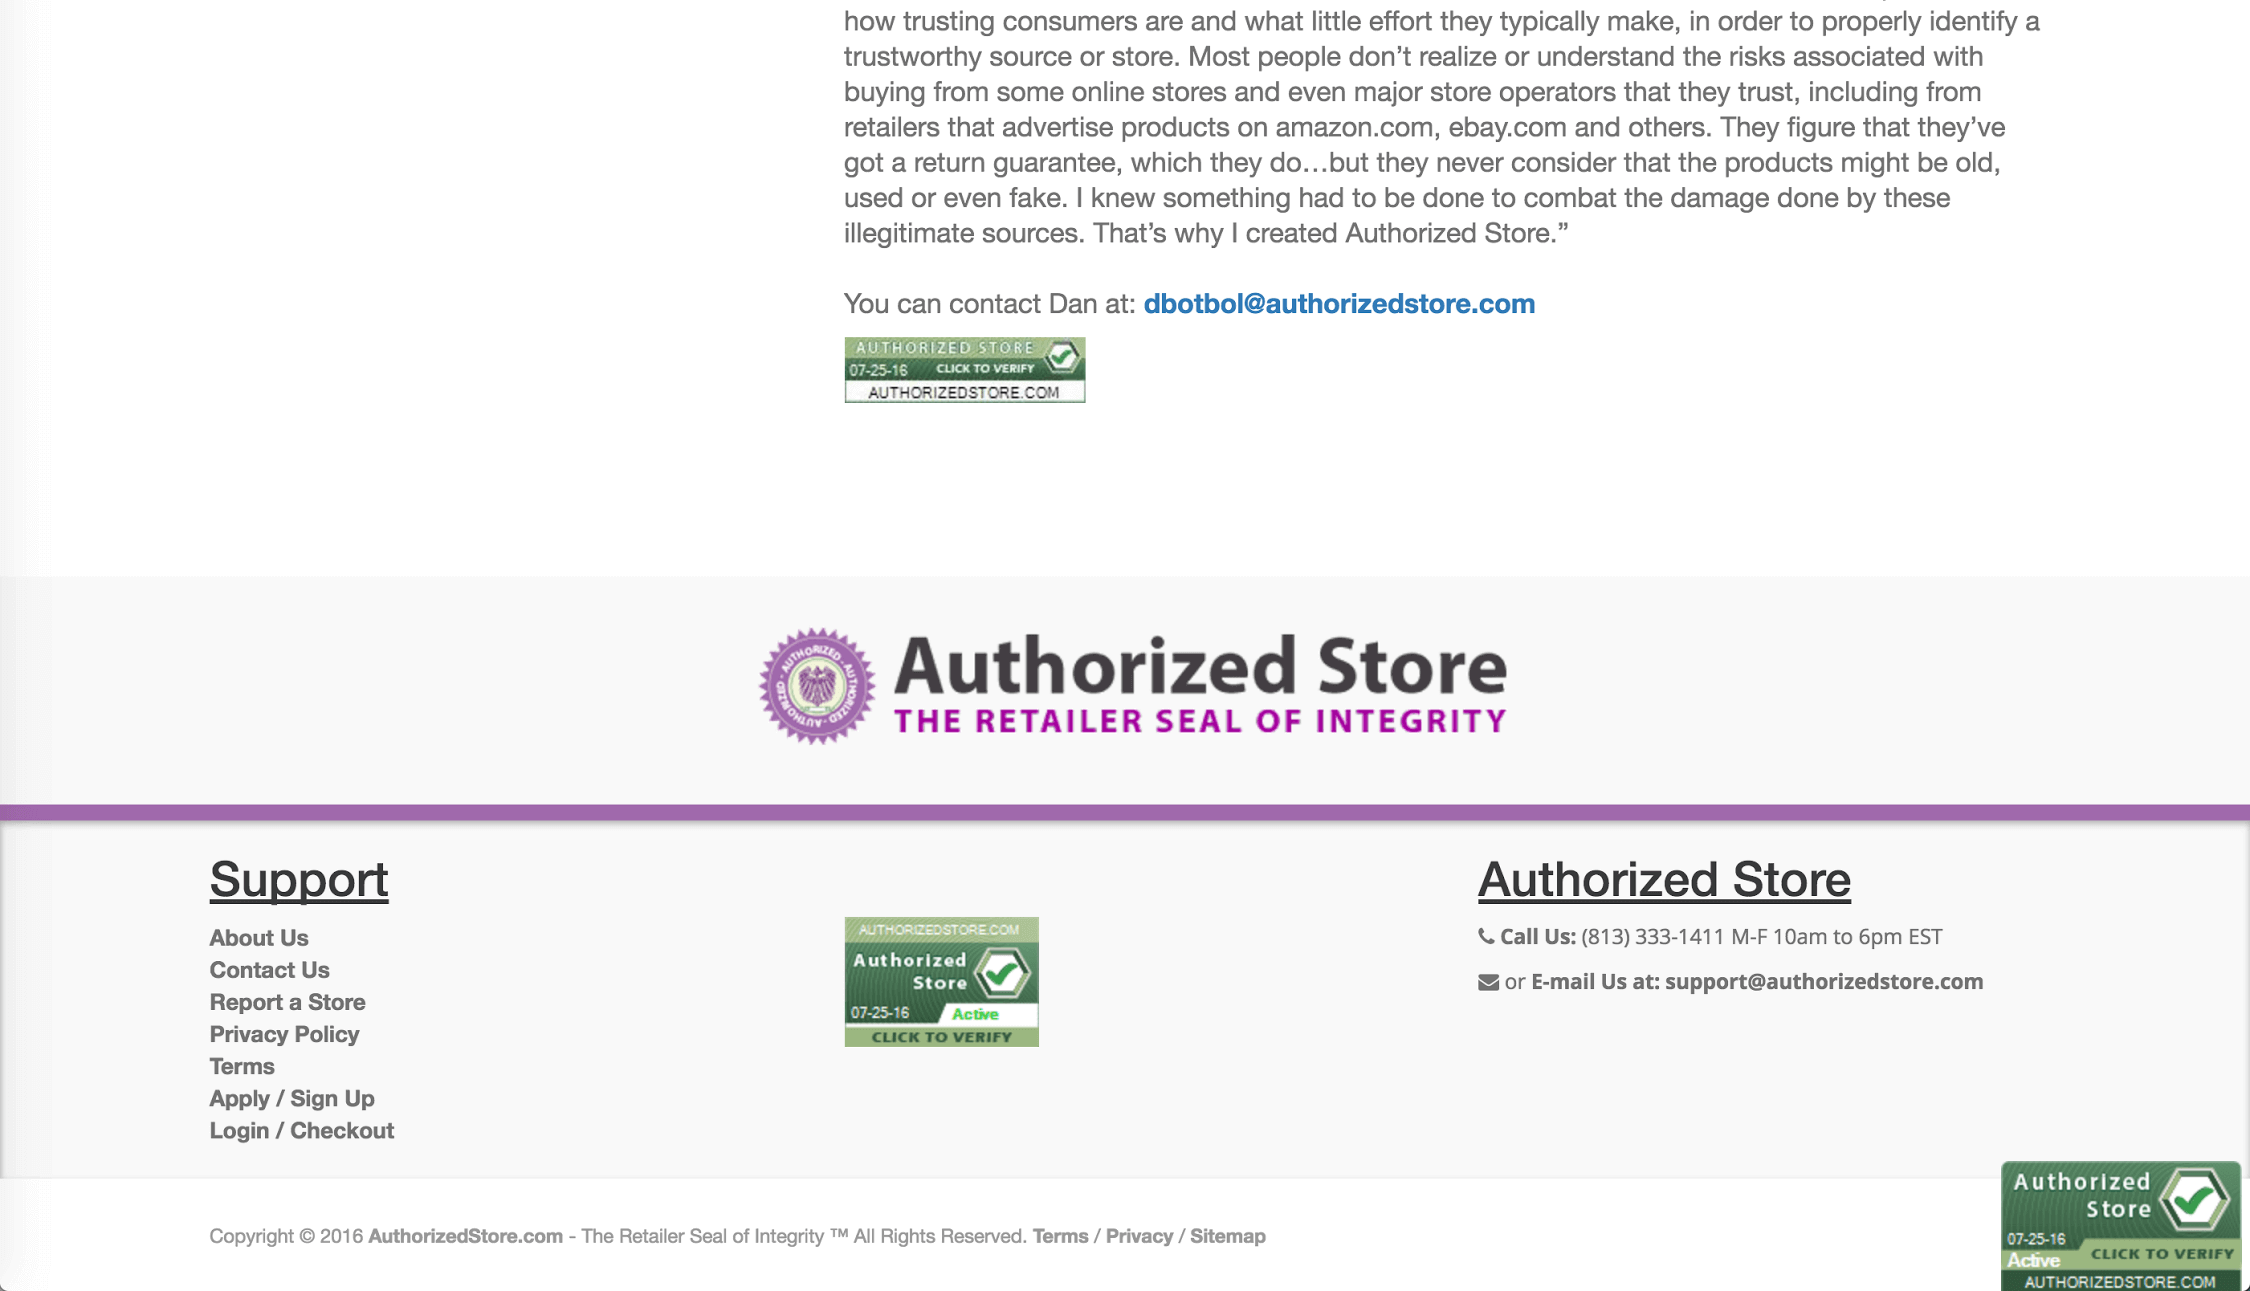 how trusting consumers are and what little effort they typically make, in order to properly identify a
trustworthy source or store. Most people don’t realize or understand the risks associated with
buying from some online stores and even major store operators that they trust, including from
retailers that advertise products on amazon.com, ebay.com and others. They figure that they’ve
got a return guarantee, which they do…but they never consider that the products might be old,
used or even fake. I knew something had to be done to combat the damage done by these
illegitimate sources. That’s why I created Authorized Store.”
You can contact Dan at: dbotbol@authorizedstore.com
AUTHORIZED STORE
07-25-16 CLICK TO VERIFY
AUTHORIZEDSTORE.COM
AUTHORIZED · AUTHORIZED · AUTHORIZED ·
Authorized Store
THE RETAILER SEAL OF INTEGRITY
Support
About Us
Contact Us
Report a Store
Privacy Policy
Terms
Apply / Sign Up
Login / Checkout
AUTHORIZEDSTORE.COM
Authorized
Store
07-25-16 Active
CLICK TO VERIFY
Authorized Store
Call Us: (813) 333-1411 M-F 10am to 6pm EST
or E-mail Us at: support@authorizedstore.com
Copyright © 2016 AuthorizedStore.com - The Retailer Seal of Integrity ™ All Rights Reserved. Terms / Privacy / Sitemap
Authorized
Store
07-25-16
Active CLICK TO VERIFY
AUTHORIZEDSTORE.COM